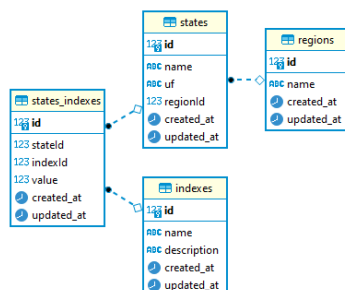 states
123 id
ABC name
ABC uf
123 regionId
created_at
updated_at
regions
123 id
ABC name
created_at
updated_at
states_indexes
123 id
123 stateId
123 indexId
123 value
created_at
updated_at
indexes
123 id
ABC name
ABC description
created_at
updated_at